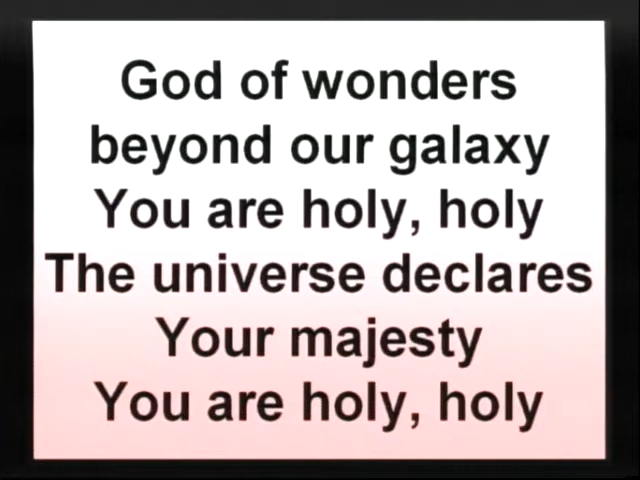 God of wonders
beyond our galaxy
You are holy, holy
The universe declares
Your majesty
You are holy, holy